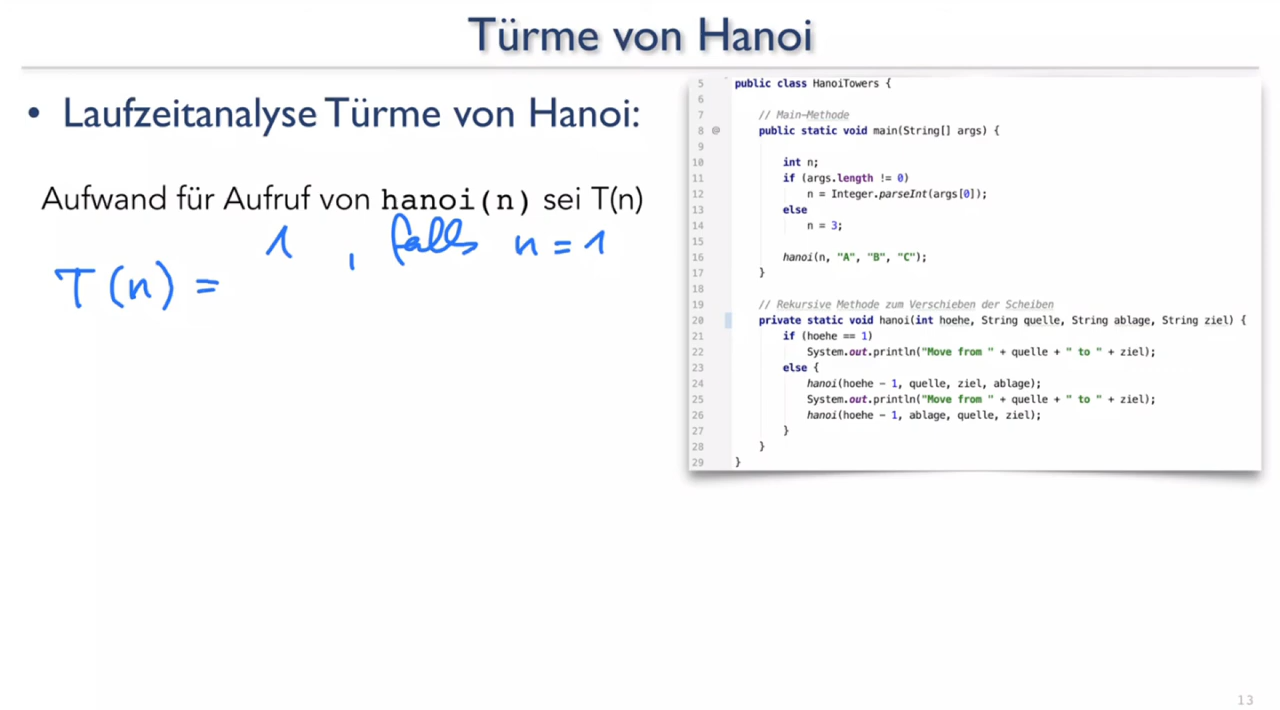 Türme von Hanoi
• Laufzeitanalyse Türme von Hanoi:
Aufwand für Aufruf von hanoi(n) sei T(n)
1 , falls n = 1
T(n) =
5 public class HanoiTowers {
6
7 // Main-Methode
8 @ public static void main(String[] args) {
9
10 int n;
11 if (args.length != 0)
12 n = Integer.parseInt(args[0]);
13 else
14 n = 3;
15
16 hanoi(n, "A", "B", "C");
17 }
18
19 // Rekursive Methode zum Verschieben der Scheiben
20 private static void hanoi(int hoehe, String quelle, String ablage, String ziel) {
21 if (hoehe == 1)
22 System.out.println("Move from " + quelle + " to " + ziel);
23 else {
24 hanoi(hoehe - 1, quelle, ziel, ablage);
25 System.out.println("Move from " + quelle + " to " + ziel);
26 hanoi(hoehe - 1, ablage, quelle, ziel);
27 }
28 }
29 }
13